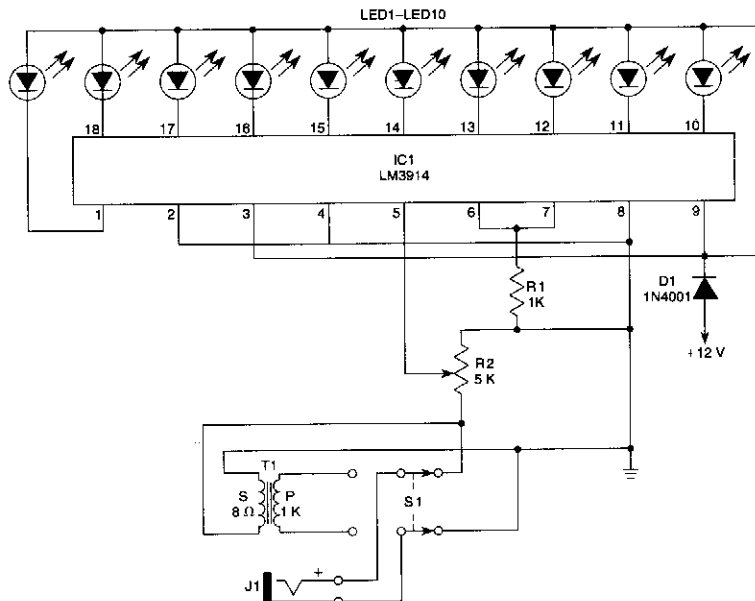 LED1–LED10
18 17 16 15 14 13 12 11 10
IC1
LM3914
1 2 3 4 5 6 7 8 9
R1
1K
D1
1N4001
+12 V
R2
5 K
T1
S P
8 Ω 1 K
S1
J1
+